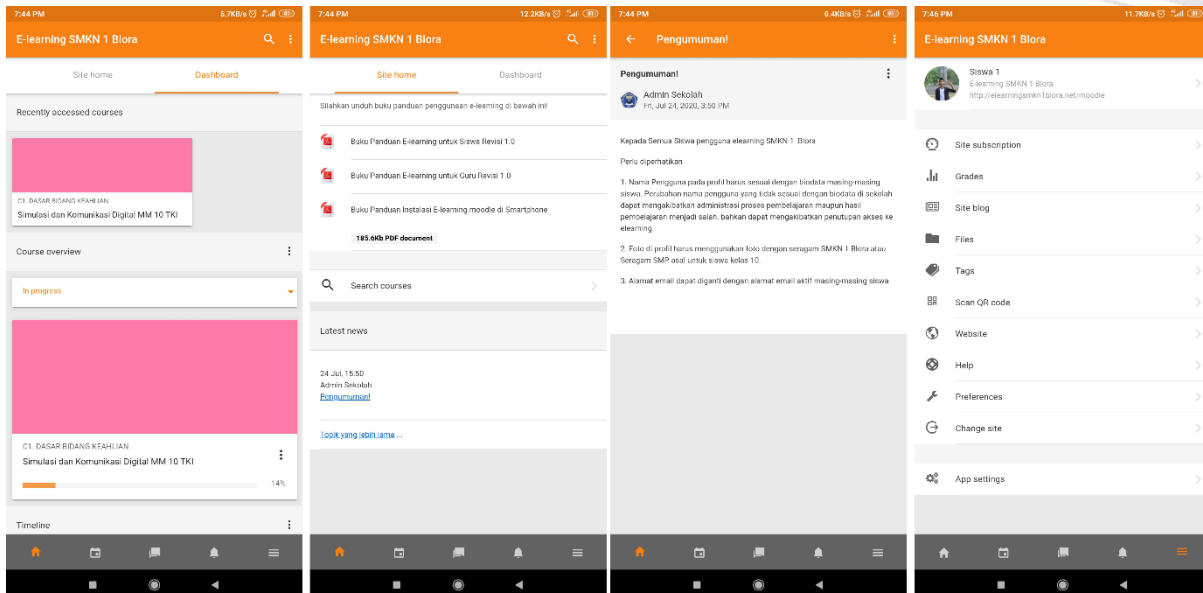 7:44 PM
5.7KB/s
E-learning SMKN 1 Blora
Site home
Dashboard
Recently accessed courses
C1. DASAR BIDANG KEAHLIAN
Simulasi dan Komunikasi Digital MM 10 TKI
Course overview
In progress
C1. DASAR BIDANG KEAHLIAN
Simulasi dan Komunikasi Digital MM 10 TKI
14%
Timeline
7:44 PM
12.2KB/s
E-learning SMKN 1 Blora
Site home
Dashboard
Silahkan unduh buku panduan penggunaan e-learning di bawah ini!
Buku Panduan E-learning untuk Siswa Revisi 1.0
Buku Panduan E-learning untuk Guru Revisi 1.0
Buku Panduan Instalasi E-learning moodle di Smartphone
185.6Kb PDF document
Search courses
Latest news
24 Jul, 15:50
Admin Sekolah
Pengumuman!
Topik yang lebih lama ...
7:44 PM
0.4KB/s
Pengumuman!
Pengumuman!
Admin Sekolah
Fri, Jul 24, 2020, 3:50 PM
Kepada Semua Siswa pengguna elearning SMKN 1 Blora
Perlu diperhatikan
1. Nama Pengguna pada profil harus sesuai dengan biodata masing-masing
siswa. Perubahan nama pengguna yang tidak sesuai dengan biodata di sekolah
dapat mengakibatkan administrasi proses pembelajaran maupun hasil
pembelajaran menjadi salah, bahkan dapat mengakibatkan penutupan akses ke
elearning.
2. Foto di profil harus menggunakan foto dengan seragam SMKN 1 Blora atau
Seragam SMP asal untuk siswa kelas 10.
3. Alamat email dapat diganti dengan alamat email aktif masing-masing siswa
7:46 PM
11.7KB/s
E-learning SMKN 1 Blora
Siswa 1
E-learning SMKN 1 Blora
http://elearningsmkn1blora.net/moodle
Site subscription
Grades
Site blog
Files
Tags
Scan QR code
Website
Help
Preferences
Change site
App settings